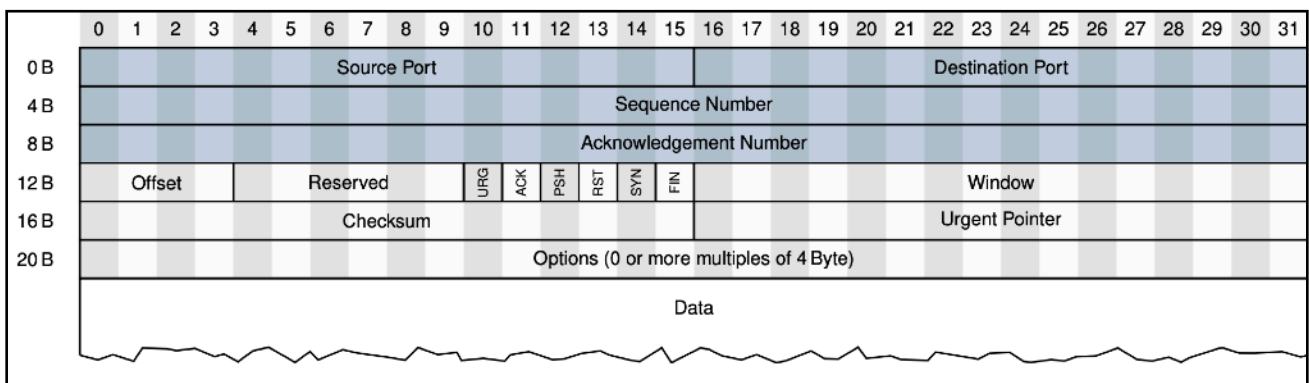 0 1 2 3 4 5 6 7 8 9 10 11 12 13 14 15 16 17 18 19 20 21 22 23 24 25 26 27 28 29 30 31
0 B Source Port Destination Port
4 B Sequence Number
8 B Acknowledgement Number
12 B Offset Reserved URG ACK PSH RST SYN FIN Window
16 B Checksum Urgent Pointer
20 B Options (0 or more multiples of 4 Byte)
Data